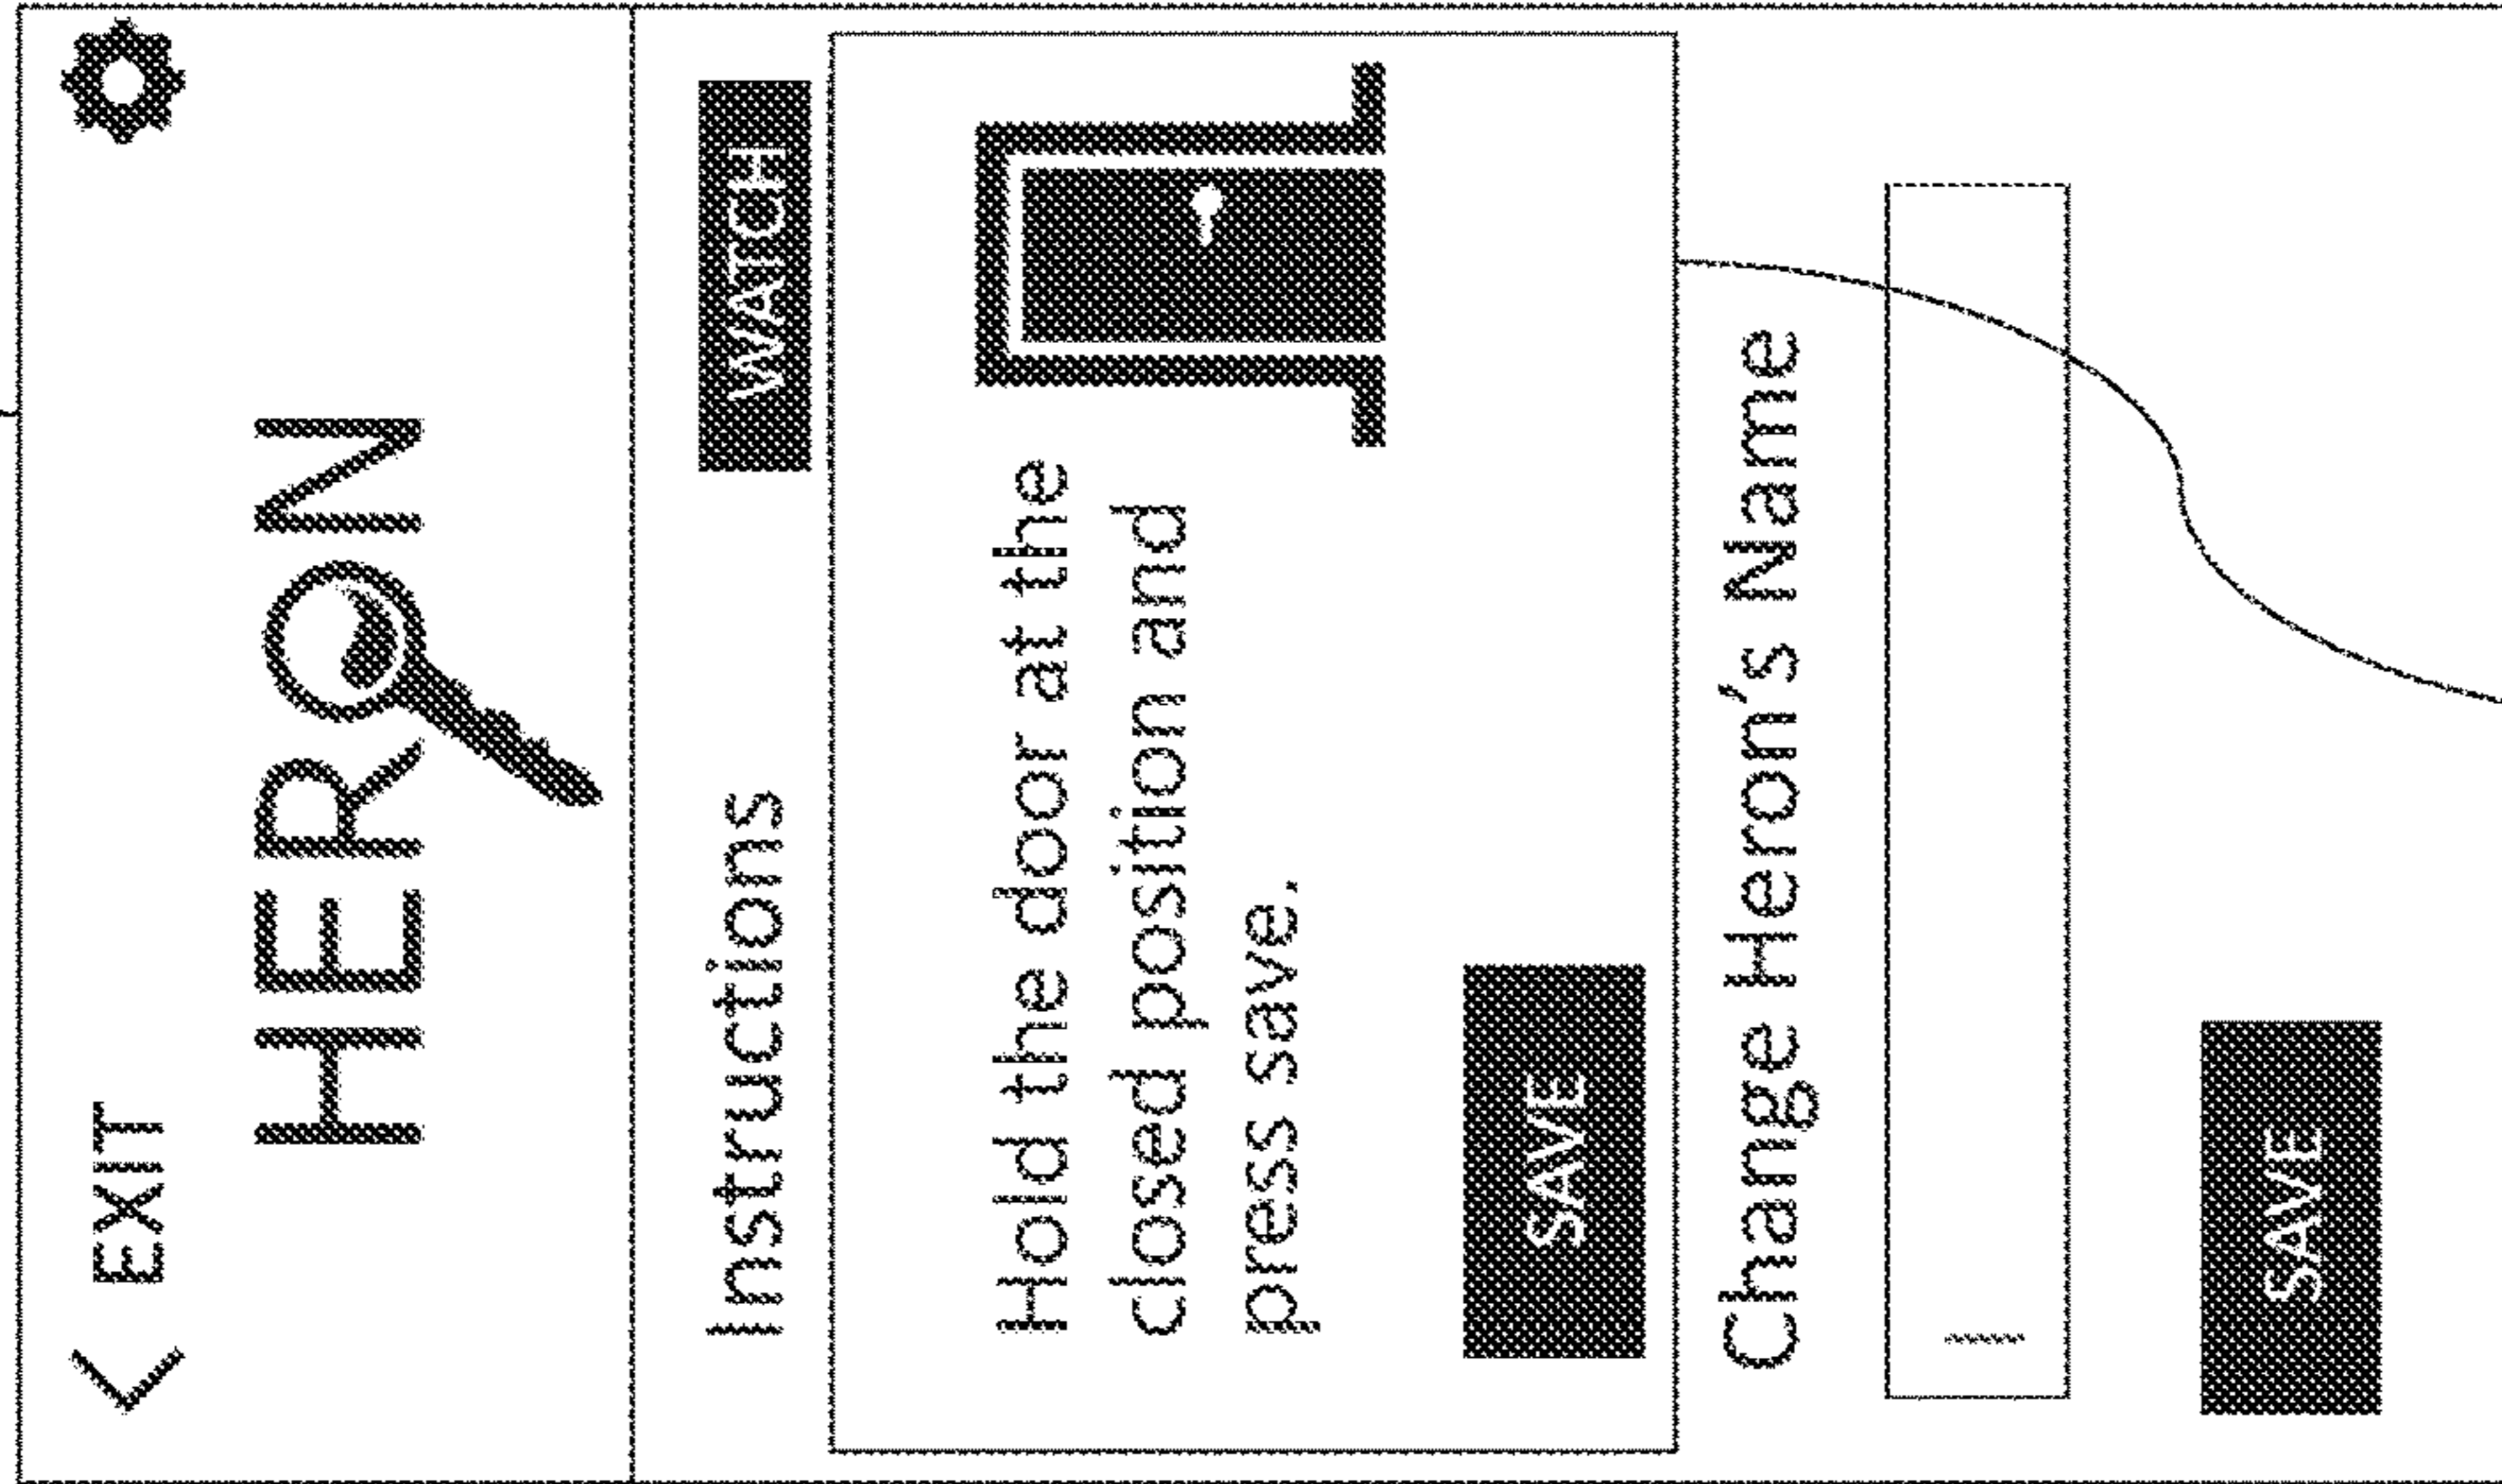 < EXIT
HERON
Instructions
WATCH
Hold the door at the
closed position and
press save.
SAVE
Change Heron's Name
SAVE